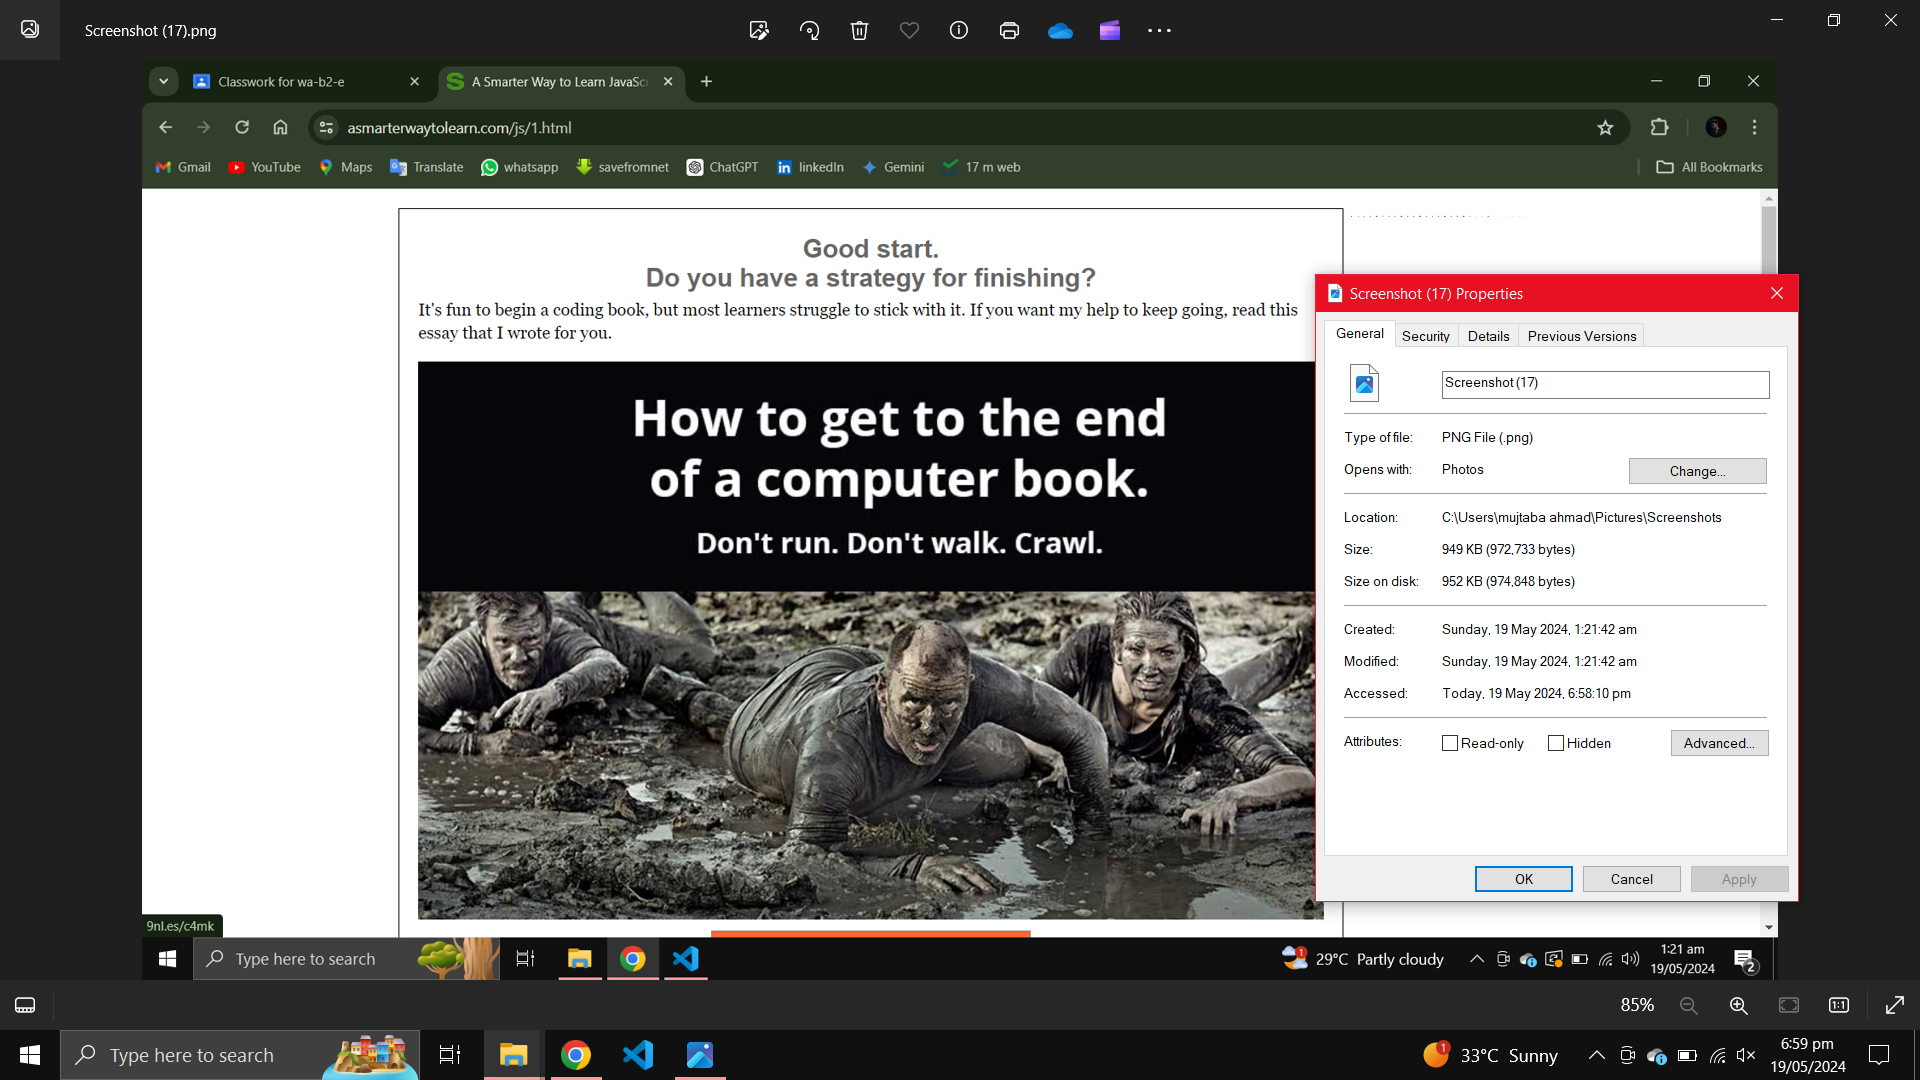 Screenshot (17).png
Classwork for wa-b2-e
A Smarter Way to Learn JavaScr
asmarterwaytolearn.com/js/1.html
Gmail
YouTube
Maps
Translate
whatsapp
savefromnet
ChatGPT
linkedIn
Gemini
17 m web
All Bookmarks
Good start.
Do you have a strategy for finishing?
It's fun to begin a coding book, but most learners struggle to stick with it. If you want my help to keep going, read this
essay that I wrote for you.
How to get to the end
of a computer book.
Don't run. Don't walk. Crawl.
9nl.es/c4mk
Screenshot (17) Properties
General
Security
Details
Previous Versions
Screenshot (17)
Type of file: PNG File (.png)
Opens with: Photos
Change...
Location: C:\Users\mujtaba ahmad\Pictures\Screenshots
Size: 949 KB (972,733 bytes)
Size on disk: 952 KB (974,848 bytes)
Created: Sunday, 19 May 2024, 1:21:42 am
Modified: Sunday, 19 May 2024, 1:21:42 am
Accessed: Today, 19 May 2024, 6:58:10 pm
Attributes: Read-only Hidden
Advanced...
OK
Cancel
Apply
Type here to search
29°C Partly cloudy
1:21 am
19/05/2024
2
85%
1:1
Type here to search
1
33°C Sunny
6:59 pm
19/05/2024